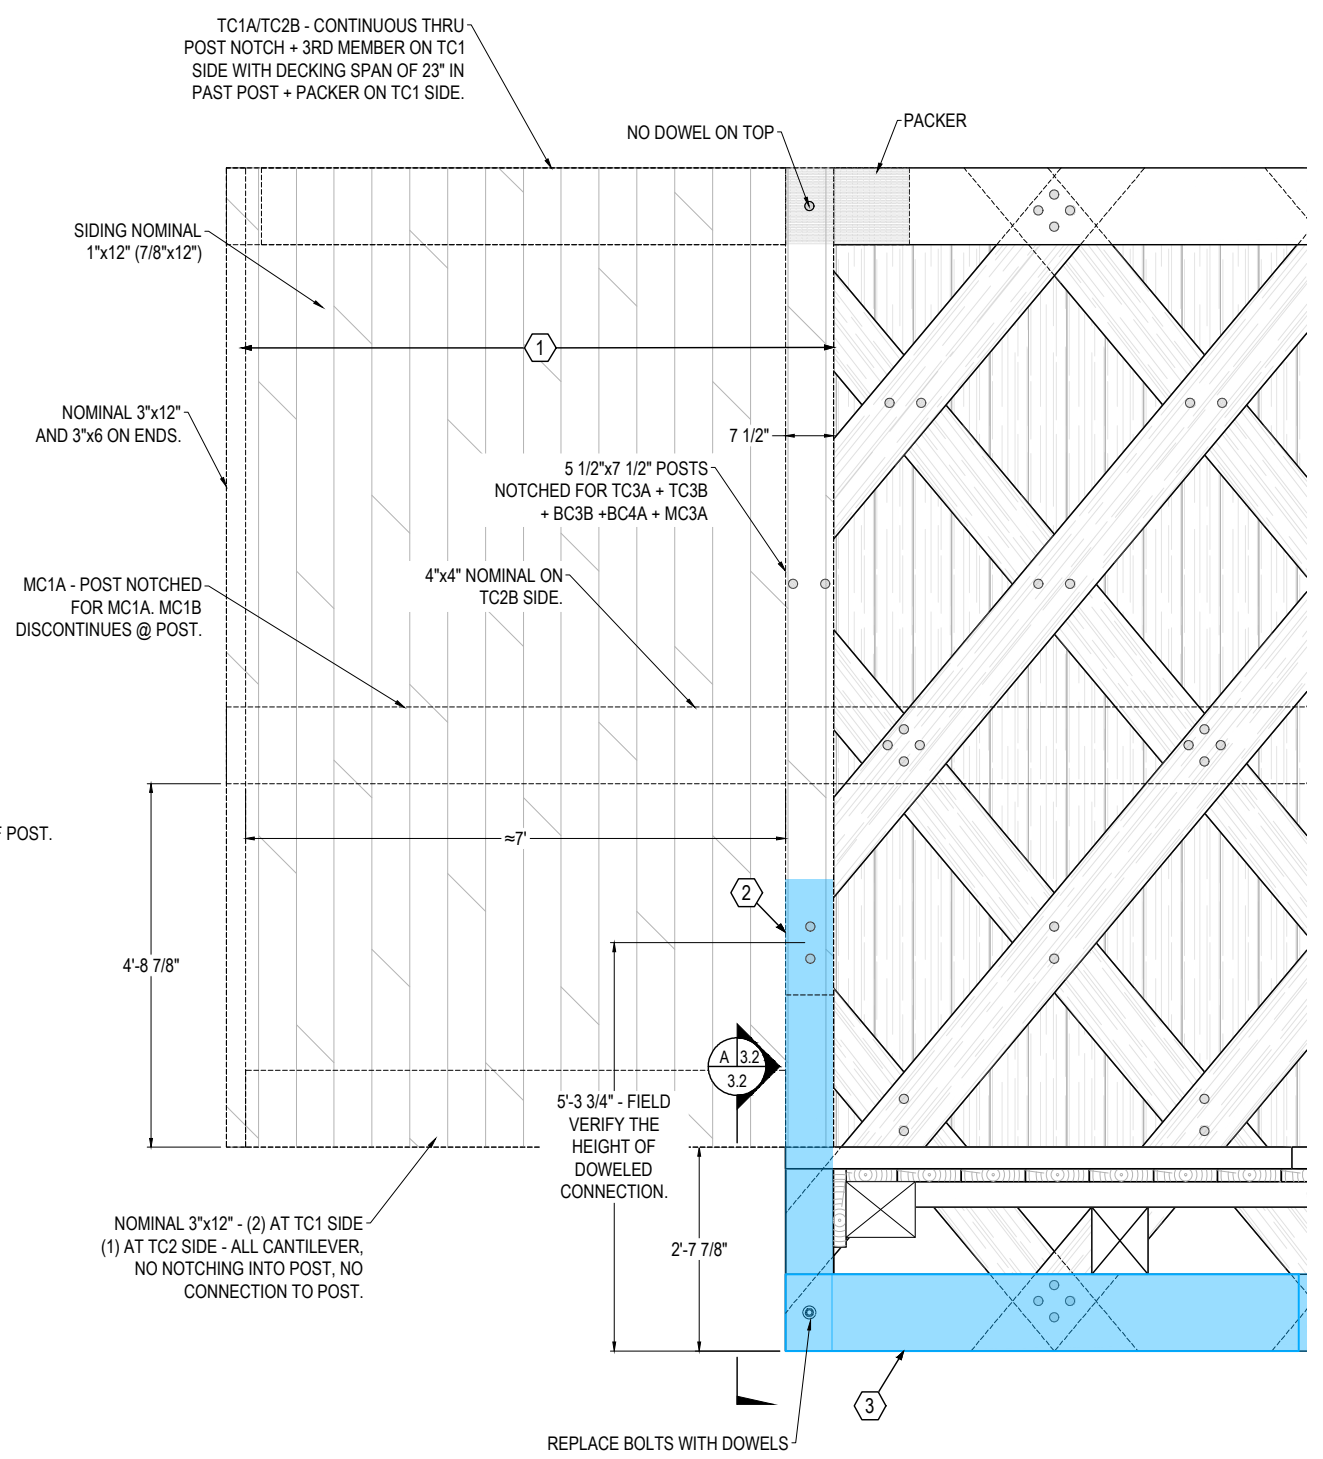 TC1A/TC2B - CONTINUOUS THRU
POST NOTCH + 3RD MEMBER ON TC1
SIDE WITH DECKING SPAN OF 23" IN
PAST POST + PACKER ON TC1 SIDE.
NO DOWEL ON TOP
PACKER
SIDING NOMINAL
1"x12" (7/8"x12")
1
NOMINAL 3"x12"
AND 3"x6 ON ENDS.
7 1/2"
5 1/2"x7 1/2" POSTS
NOTCHED FOR TC3A + TC3B
+ BC3B +BC4A + MC3A
MC1A - POST NOTCHED
FOR MC1A. MC1B
DISCONTINUES @ POST.
4"x4" NOMINAL ON
TC2B SIDE.
POST.
≈7'
2
4'-8 7/8"
A 3.2
3.2
5'-3 3/4" - FIELD
VERIFY THE
HEIGHT OF
DOWELED
CONNECTION.
NOMINAL 3"x12" - (2) AT TC1 SIDE
(1) AT TC2 SIDE - ALL CANTILEVER,
NO NOTCHING INTO POST, NO
CONNECTION TO POST.
2'-7 7/8"
3
REPLACE BOLTS WITH DOWELS